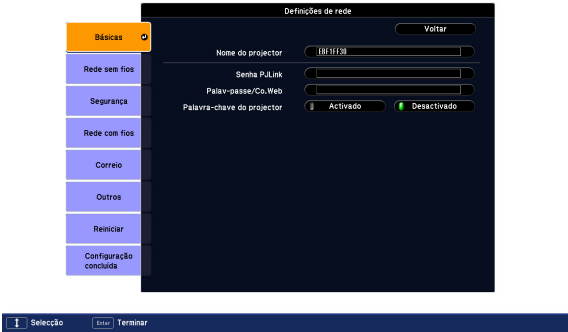 Definições de rede
Voltar
Básicas
Nome do projector EBF1EF30
Rede sem fios
Senha PJLink
Palav-passe/Co.Web
Segurança
Palavra-chave do projector Activado Desactivado
Rede com fios
Correio
Outros
Reiniciar
Configuração
concluída
Selecção Enter Terminar